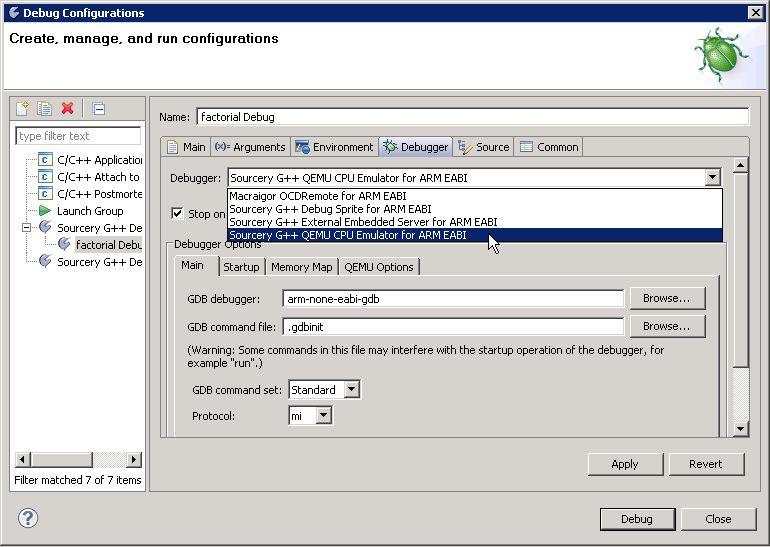 Debug Configurations
Create, manage, and run configurations
type filter text
C/C++ Application
C/C++ Attach to
C/C++ Postmorte
Launch Group
Sourcery G++ De
factorial Debu
Sourcery G++ De
Filter matched 7 of 7 items
Name: factorial Debug
Main (x)= Arguments Environment Debugger Source Common
Debugger: Sourcery G++ QEMU CPU Emulator for ARM EABI
Macraigor OCDRemote for ARM EABI
Sourcery G++ Debug Sprite for ARM EABI
Sourcery G++ External Embedded Server for ARM EABI
Sourcery G++ QEMU CPU Emulator for ARM EABI
Stop on
Debugger Options
Main Startup Memory Map QEMU Options
GDB debugger: arm-none-eabi-gdb Browse...
GDB command file: .gdbinit Browse...
(Warning: Some commands in this file may interfere with the startup operation of the debugger, for
example "run".)
GDB command set: Standard
Protocol: mi
Apply Revert
? Debug Close